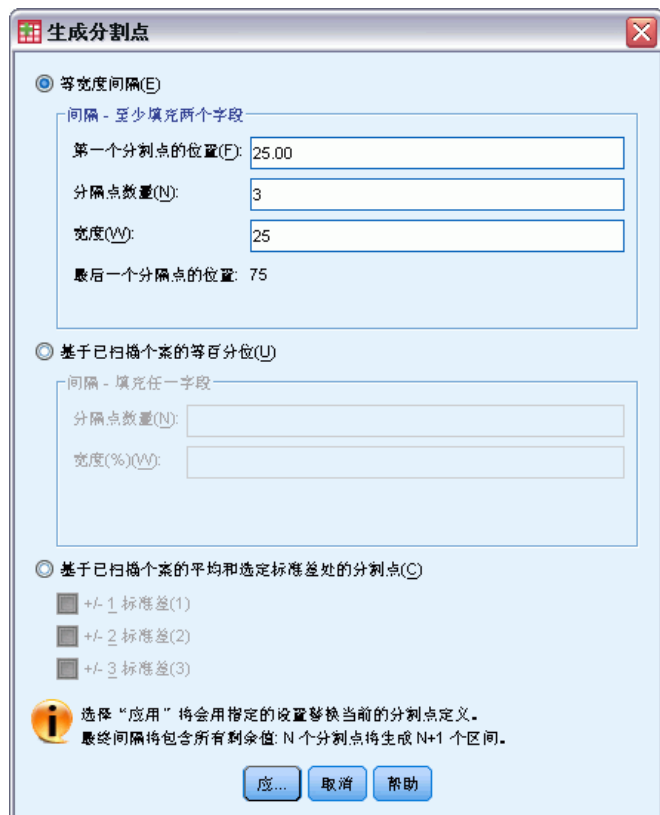 生成分割点
等宽度间隔(E)
间隔 - 至少填充两个字段
第一个分割点的位置(F): 25.00
分隔点数量(N): 3
宽度(W): 25
最后一个分隔点的位置: 75
基于已扫描个案的等百分位(U)
间隔 - 填充任一字段
分隔点数量(N):
宽度(%)(W):
基于已扫描个案的平均和选定标准差处的分割点(C)
+/- 1 标准差(1)
+/- 2 标准差(2)
+/- 3 标准差(3)
选择“应用”将会用指定的设置替换当前的分割点定义。
最终间隔将包含所有剩余值: N 个分割点将生成 N+1 个区间。
应... 取消 帮助